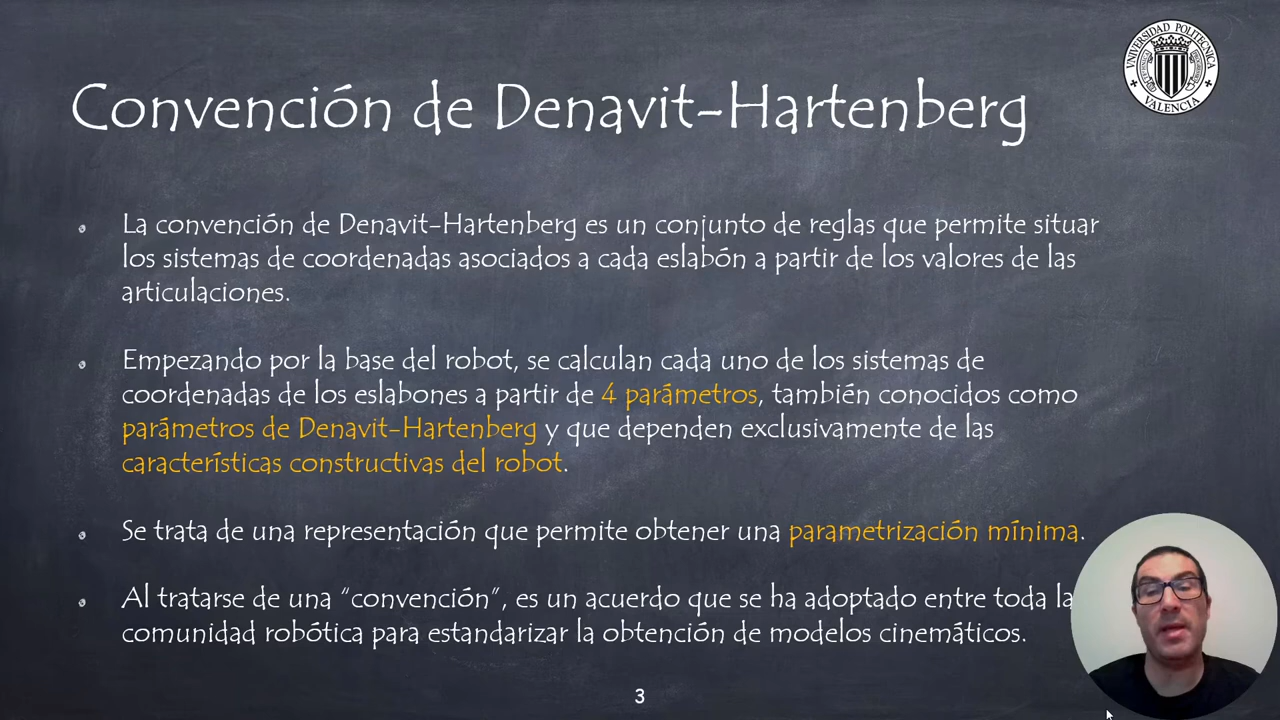 UNIVERSIDAD POLITECNICA
VALENCIA
Convención de Denavit-Hartenberg
La convención de Denavit-Hartenberg es un conjunto de reglas que permite situar
los sistemas de coordenadas asociados a cada eslabón a partir de los valores de las
articulaciones.
Empezando por la base del robot, se calculan cada uno de los sistemas de
coordenadas de los eslabones a partir de 4 parámetros, también conocidos como
parámetros de Denavit-Hartenberg y que dependen exclusivamente de las
características constructivas del robot.
Se trata de una representación que permite obtener una parametrización mínima.
Al tratarse de una “convención”, es un acuerdo que se ha adoptado entre toda la
comunidad robótica para estandarizar la obtención de modelos cinemáticos.
3